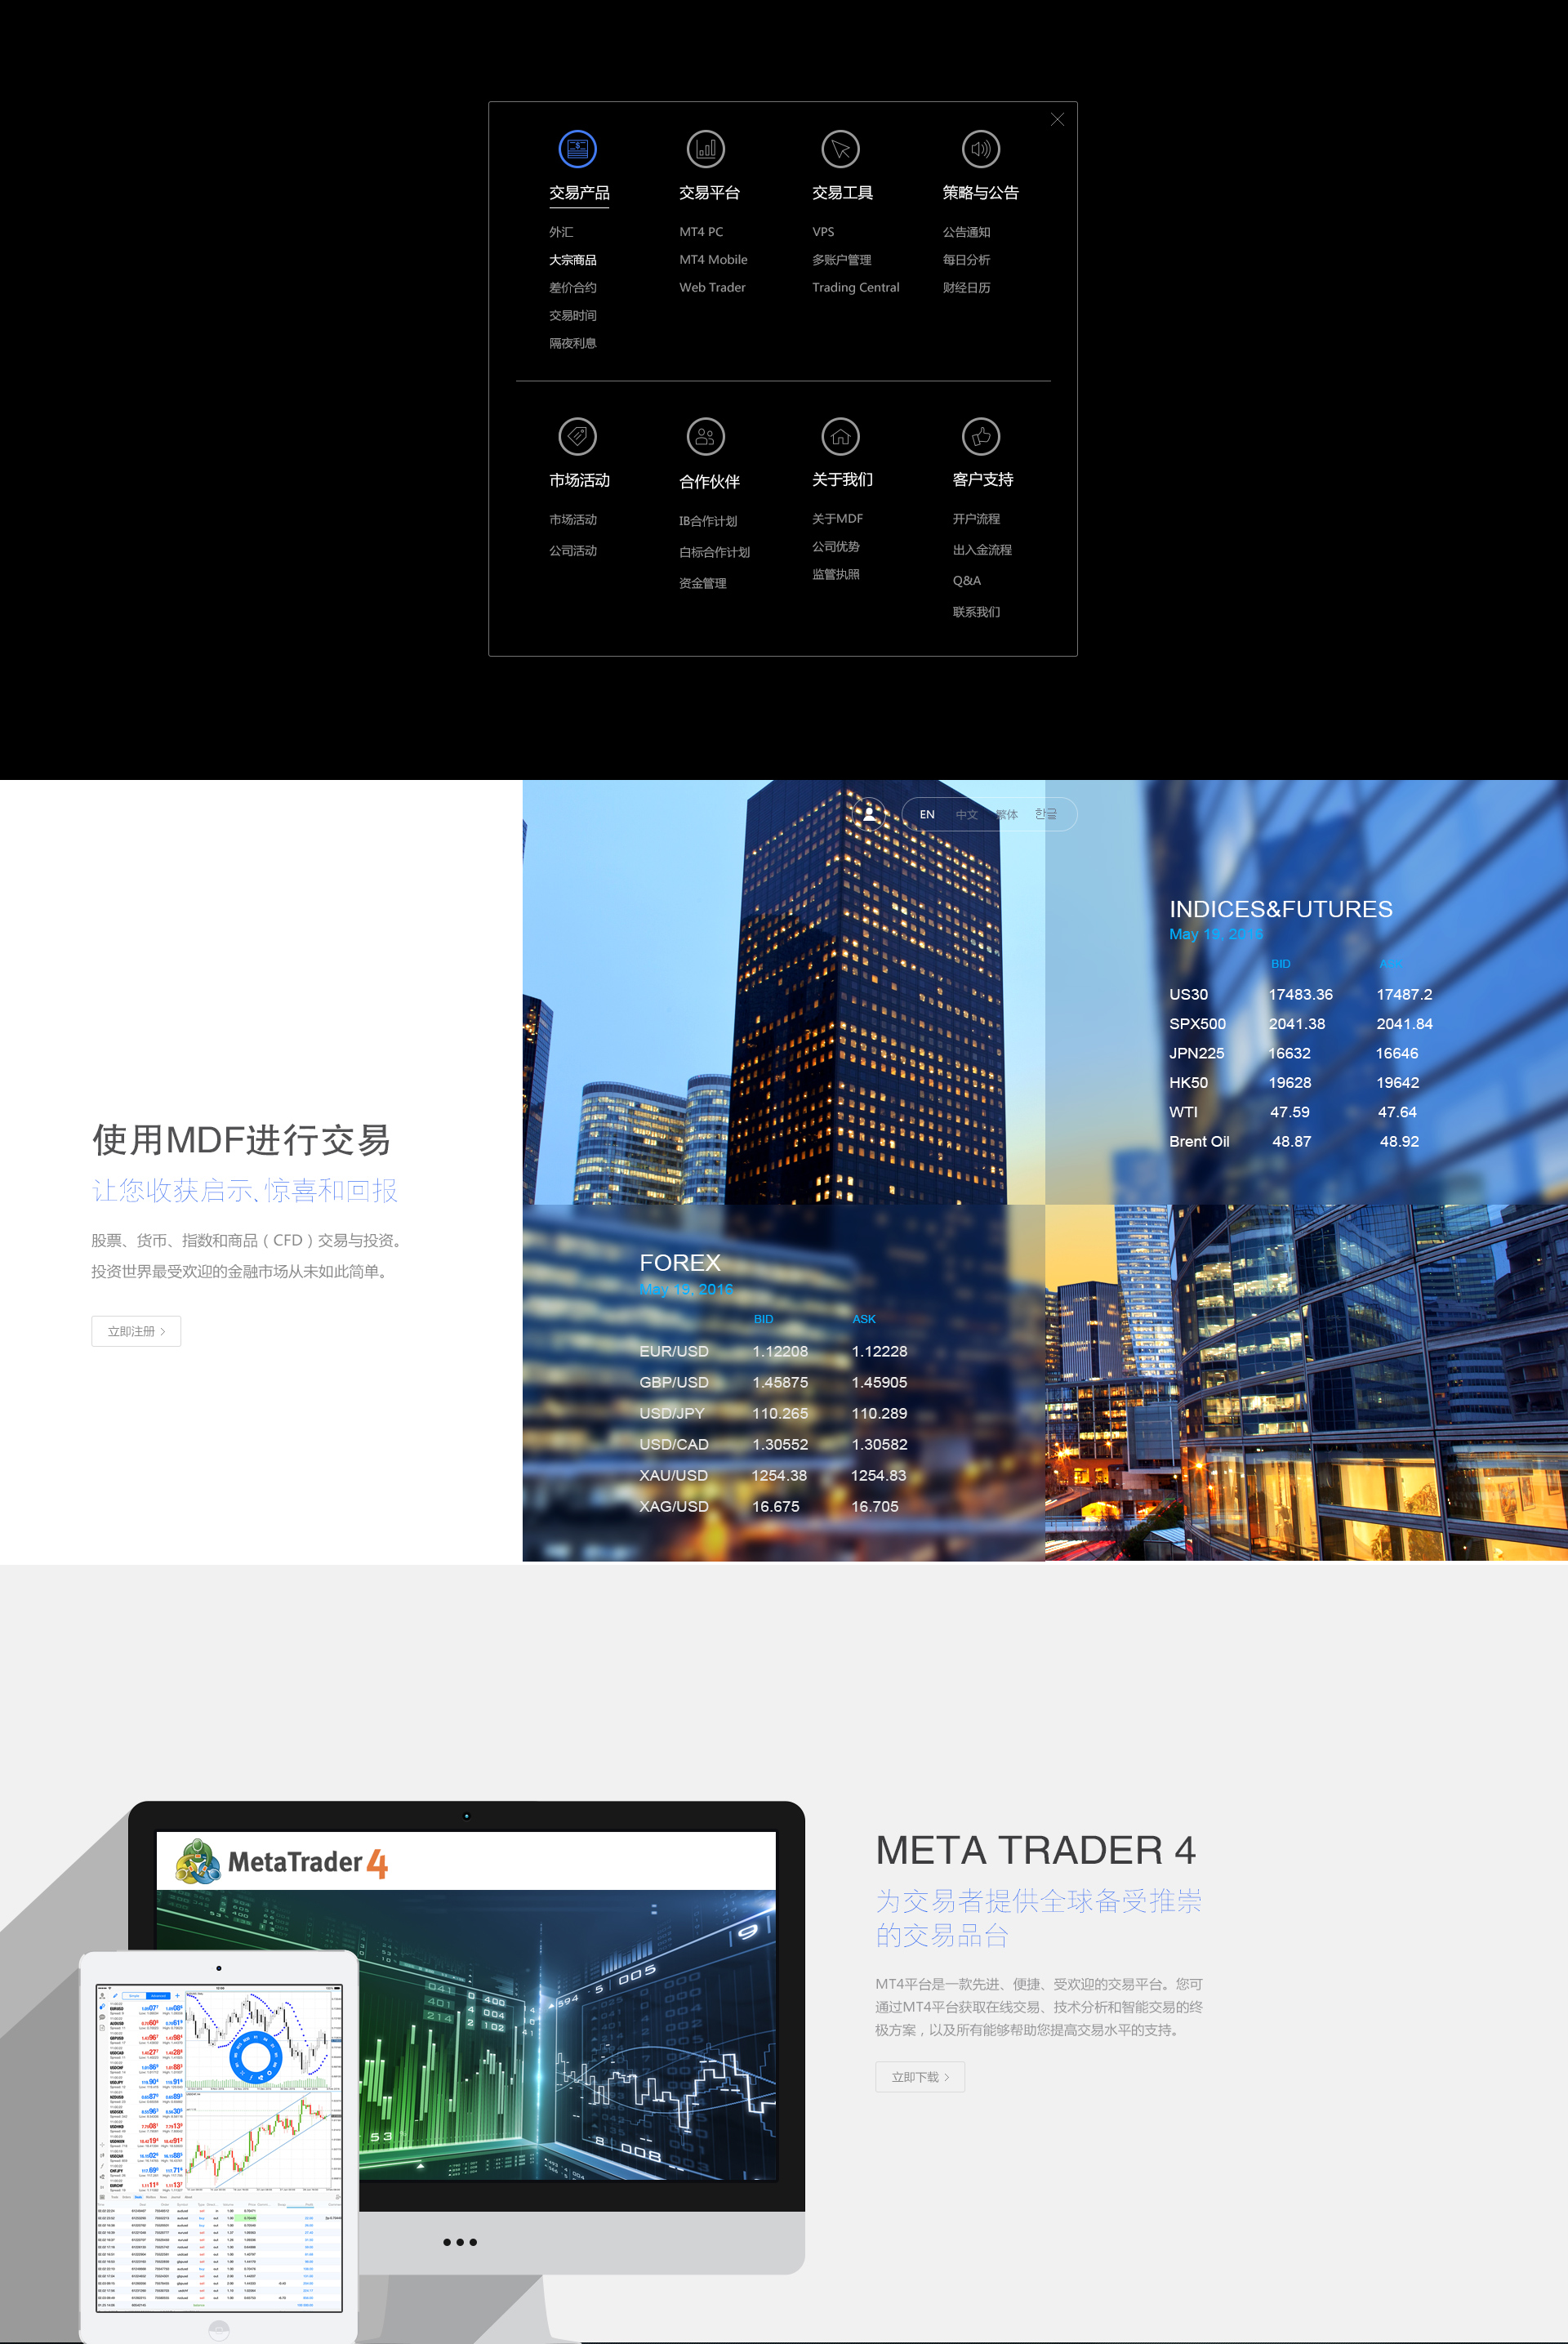 交易产品
外汇
大宗商品
差价合约
交易时间
隔夜利息
交易平台
MT4 PC
MT4 Mobile
Web Trader
交易工具
VPS
多账户管理
Trading Central
策略与公告
公告通知
每日分析
财经日历
市场活动
市场活动
公司活动
合作伙伴
IB合作计划
白标合作计划
资金管理
关于我们
关于MDF
公司优势
监管执照
客户支持
开户流程
出入金流程
Q&A
联系我们
EN 中文 繁体 한글
使用MDF进行交易
让您收获启示、惊喜和回报
股票、货币、指数和商品（CFD）交易与投资。
投资世界最受欢迎的金融市场从未如此简单。
立即注册 >
INDICES&FUTURES
May 19, 2016
BID ASK
US30 17483.36 17487.2
SPX500 2041.38 2041.84
JPN225 16632 16646
HK50 19628 19642
WTI 47.59 47.64
Brent Oil 48.87 48.92
FOREX
May 19, 2016
BID ASK
EUR/USD 1.12208 1.12228
GBP/USD 1.45875 1.45905
USD/JPY 110.265 110.289
USD/CAD 1.30552 1.30582
XAU/USD 1254.38 1254.83
XAG/USD 16.675 16.705
MetaTrader 4
META TRADER 4
为交易者提供全球备受推崇
的交易品台
MT4平台是一款先进、便捷、受欢迎的交易平台。您可
通过MT4平台获取在线交易、技术分析和智能交易的终
极方案，以及所有能够帮助您提高交易水平的支持。
立即下载 >